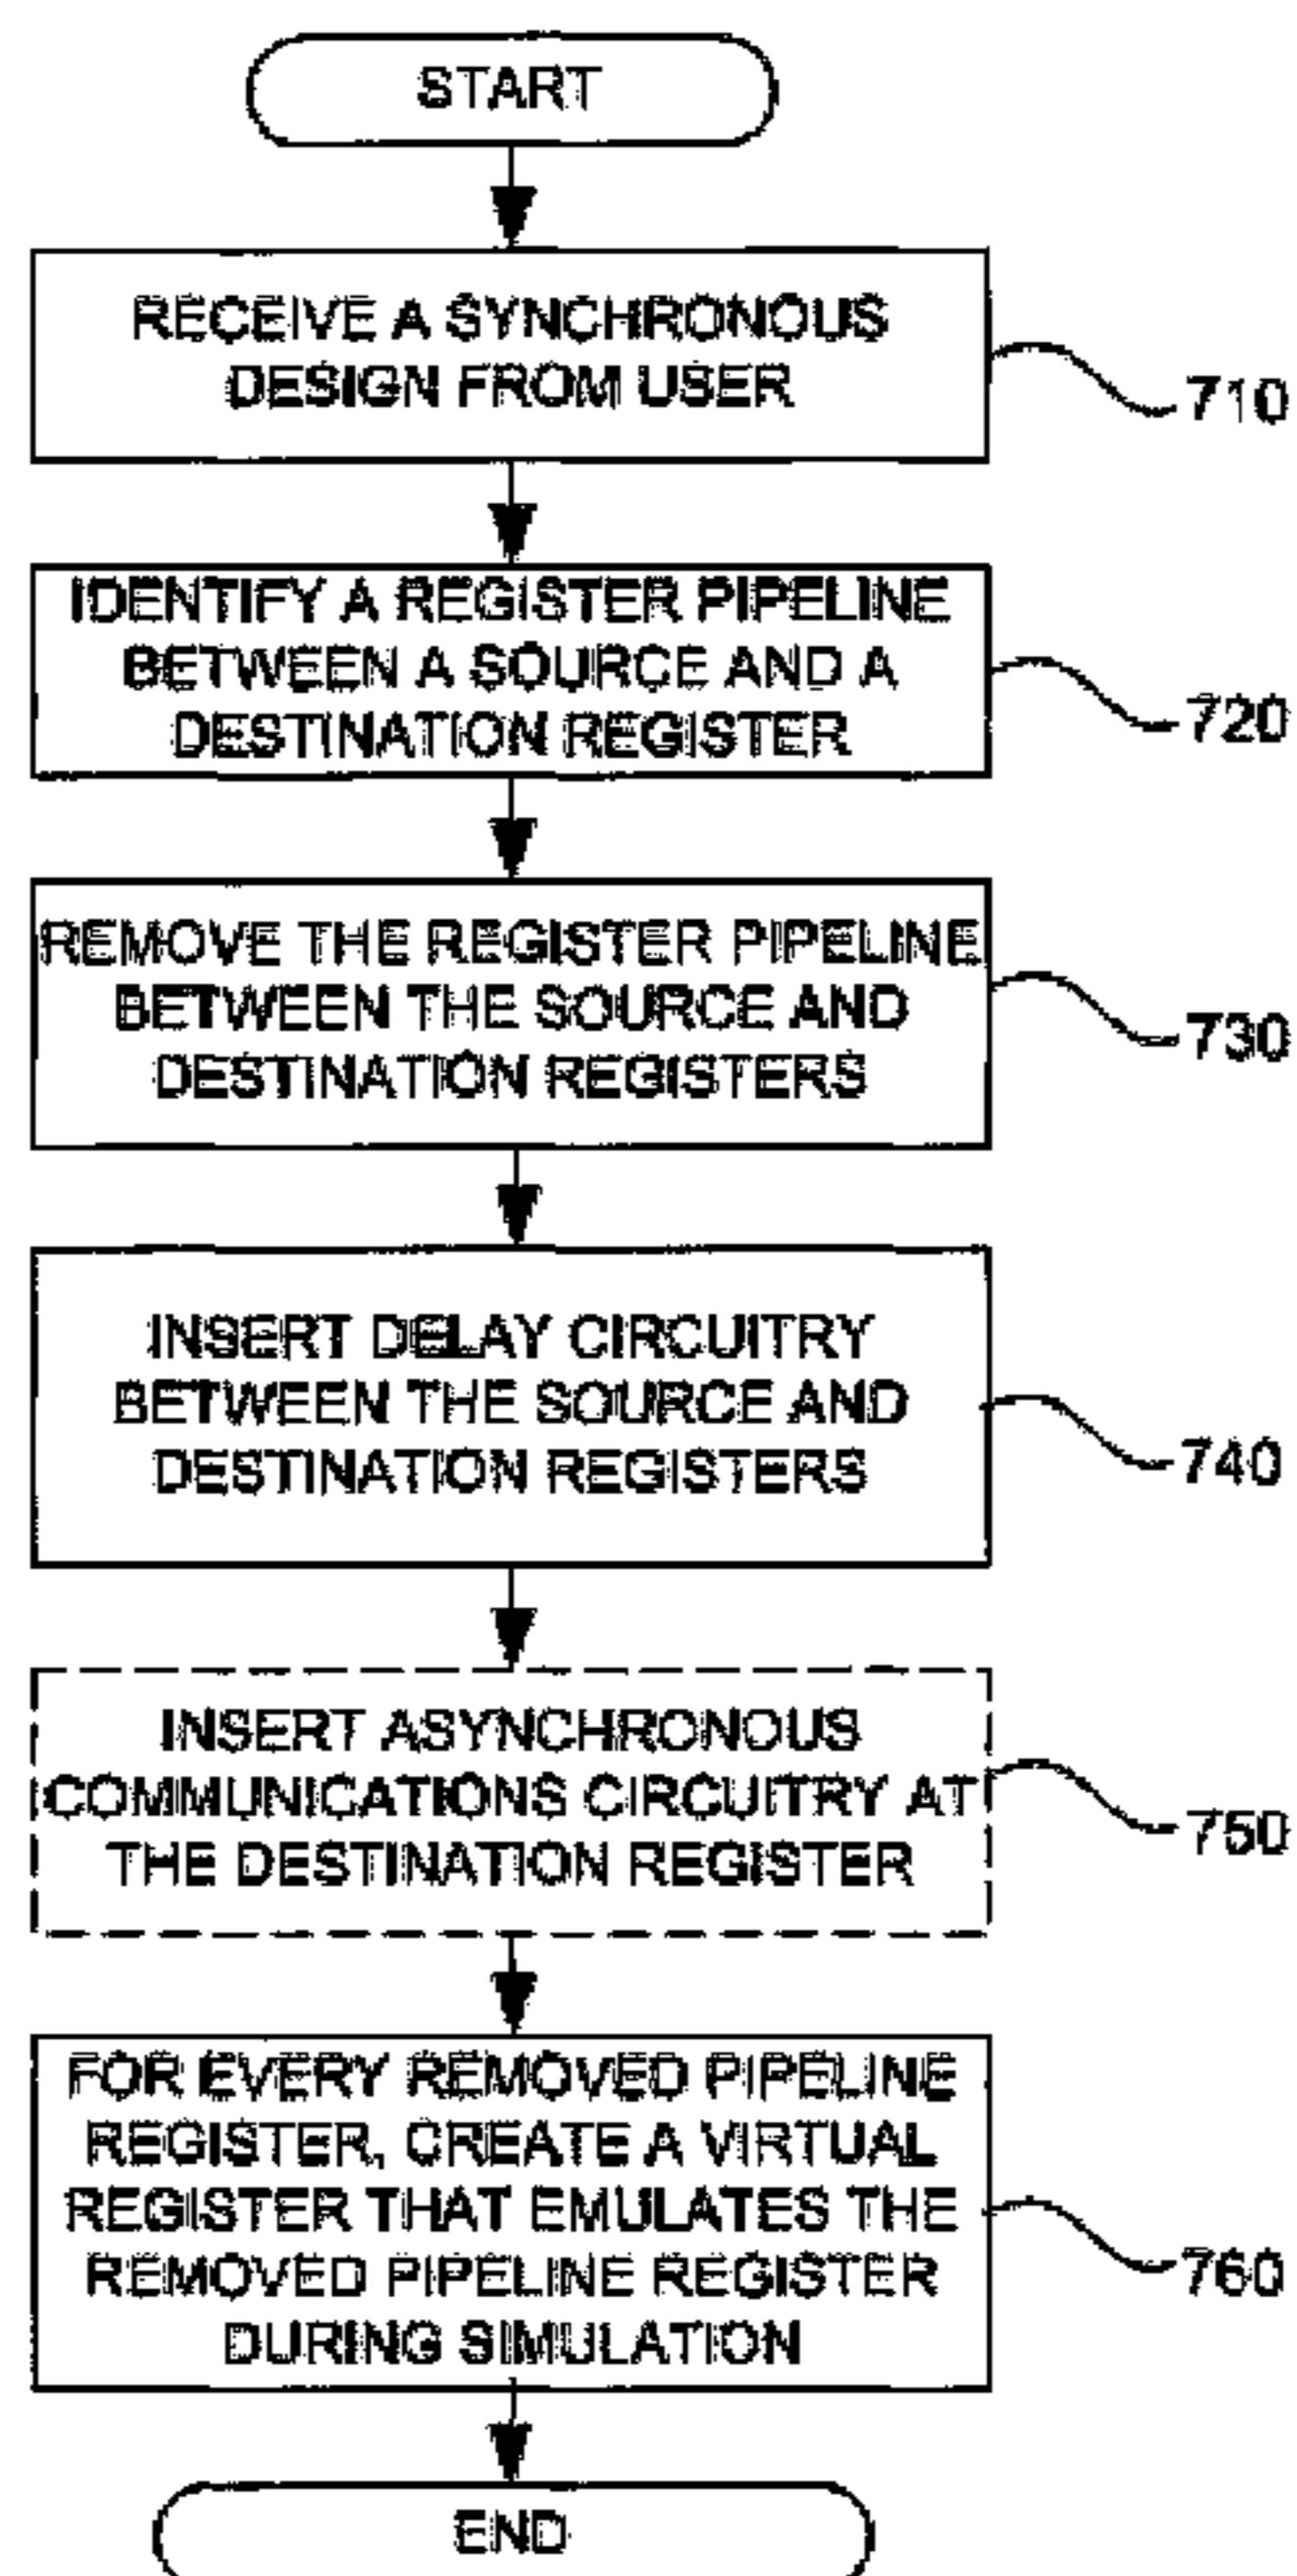 START
RECEIVE A SYNCHRONOUS
DESIGN FROM USER
710
IDENTIFY A REGISTER PIPELINE
BETWEEN A SOURCE AND A
DESTINATION REGISTER
720
REMOVE THE REGISTER PIPELINE
BETWEEN THE SOURCE AND
DESTINATION REGISTERS
730
INSERT DELAY CIRCUITRY
BETWEEN THE SOURCE AND
DESTINATION REGISTERS
740
INSERT ASYNCHRONOUS
COMMUNICATIONS CIRCUITRY AT
THE DESTINATION REGISTER
750
FOR EVERY REMOVED PIPELINE
REGISTER, CREATE A VIRTUAL
REGISTER THAT EMULATES THE
REMOVED PIPELINE REGISTER
DURING SIMULATION
760
END